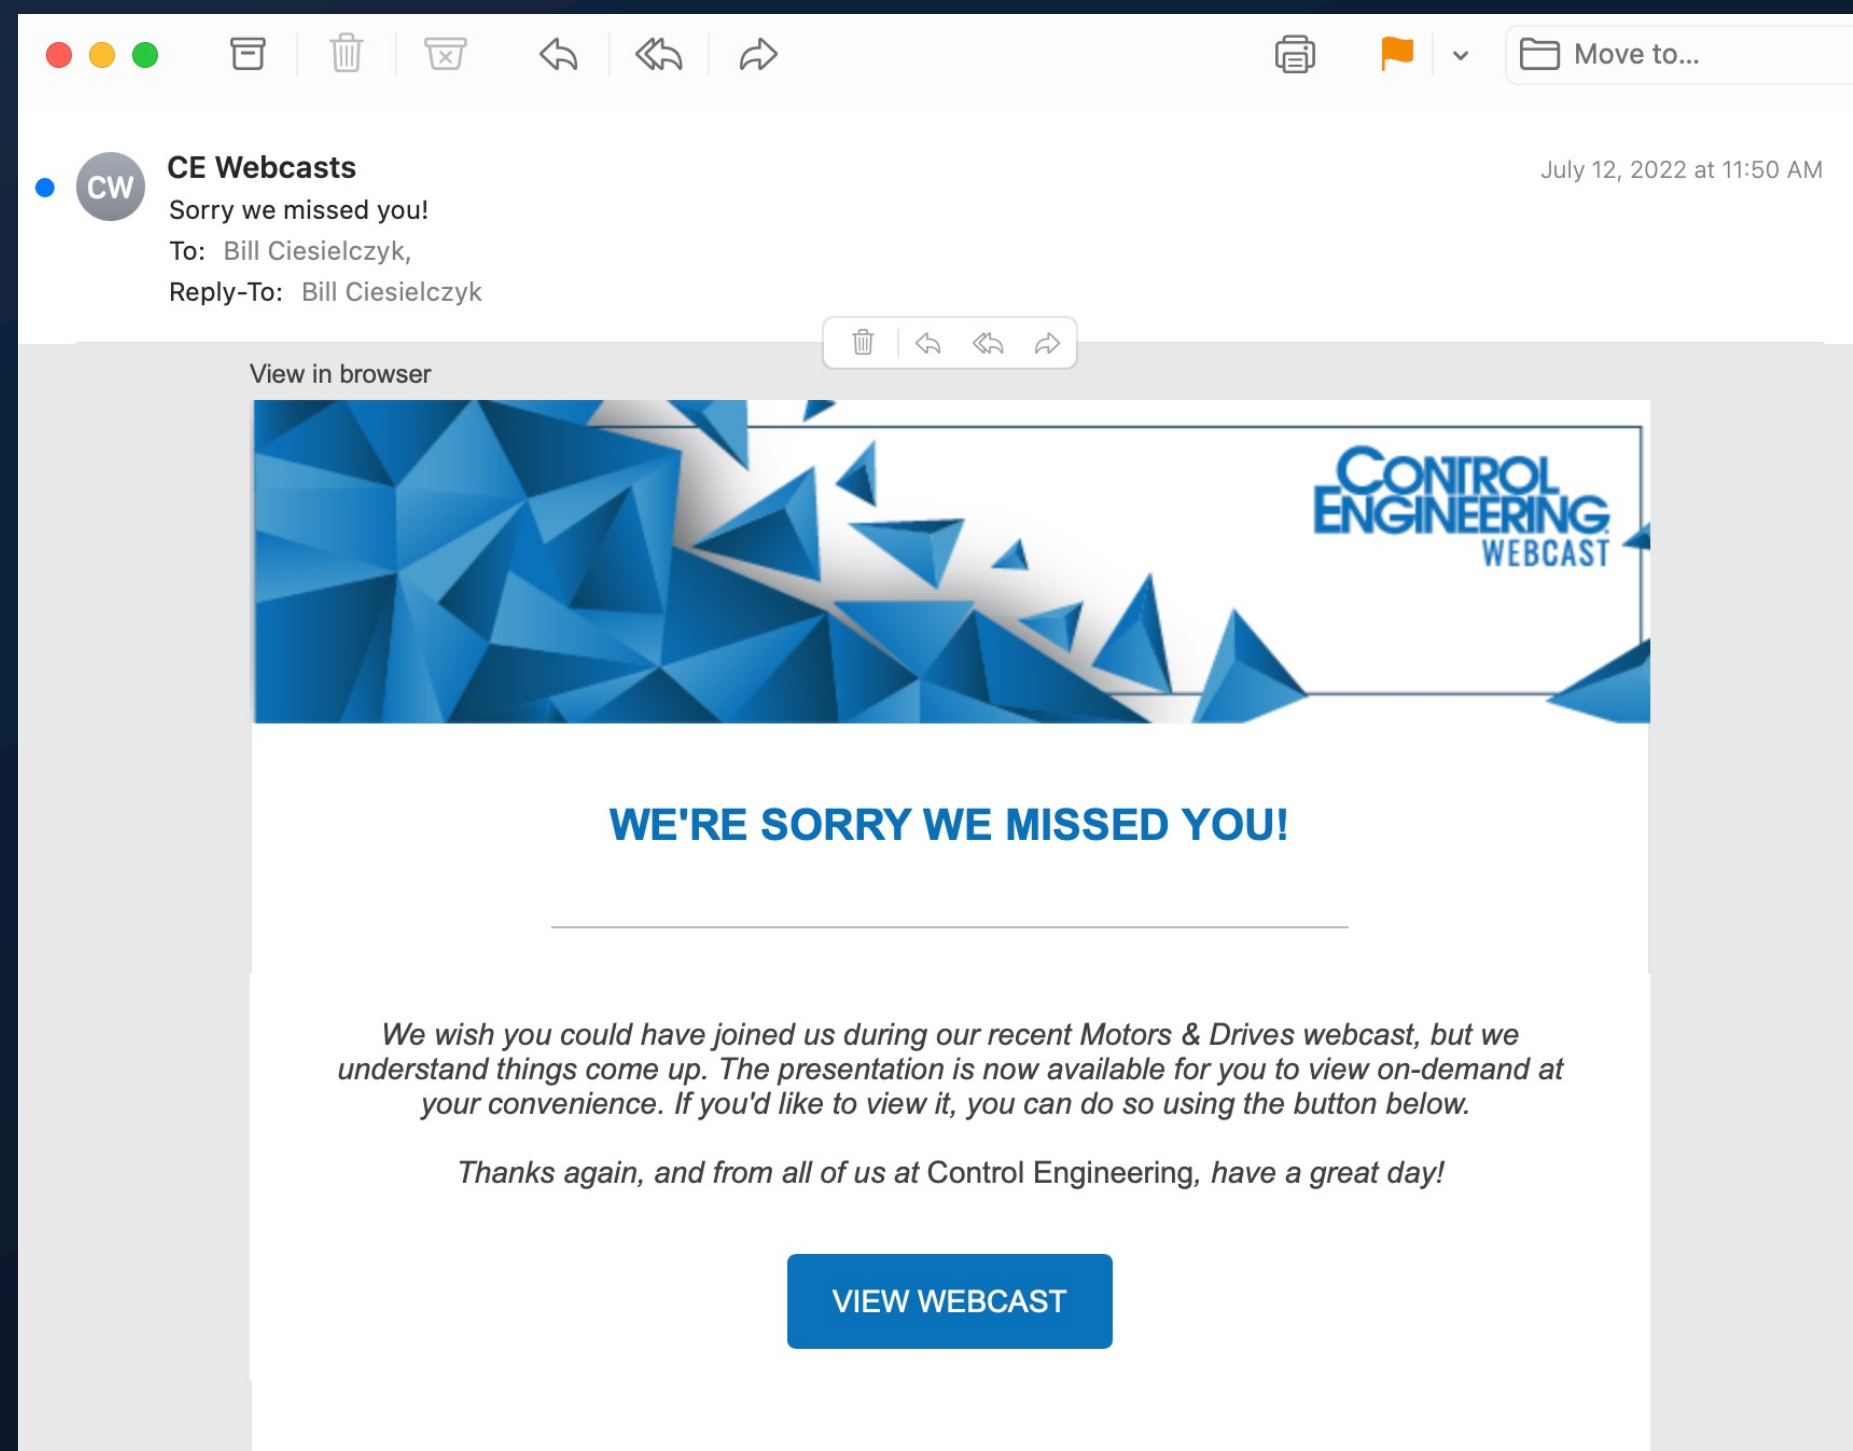 Move to...
CW
CE Webcasts
July 12, 2022 at 11:50 AM
Sorry we missed you!
To: Bill Ciesielczyk,
Reply-To: Bill Ciesielczyk
View in browser
CONTROL
ENGINEERING
WEBCAST
WE'RE SORRY WE MISSED YOU!
We wish you could have joined us during our recent Motors & Drives webcast, but we
understand things come up. The presentation is now available for you to view on-demand at
your convenience. If you'd like to view it, you can do so using the button below.
Thanks again, and from all of us at Control Engineering, have a great day!
VIEW WEBCAST